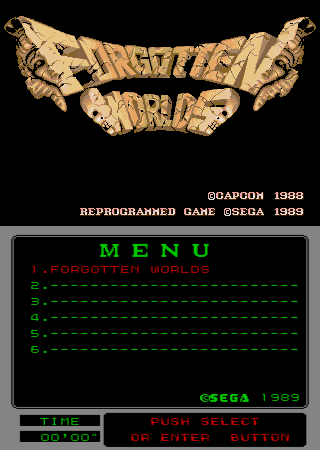 FORGOTTEN
WORLDS
©CAPCOM 1988
REPROGRAMMED GAME ©SEGA 1989
MENU
1.FORGOTTEN WORLDS
2.--------------------------
3.--------------------------
4.--------------------------
5.--------------------------
6.--------------------------
©SEGA 1989
TIME
00'00"
PUSH SELECT
OR ENTER BUTTON